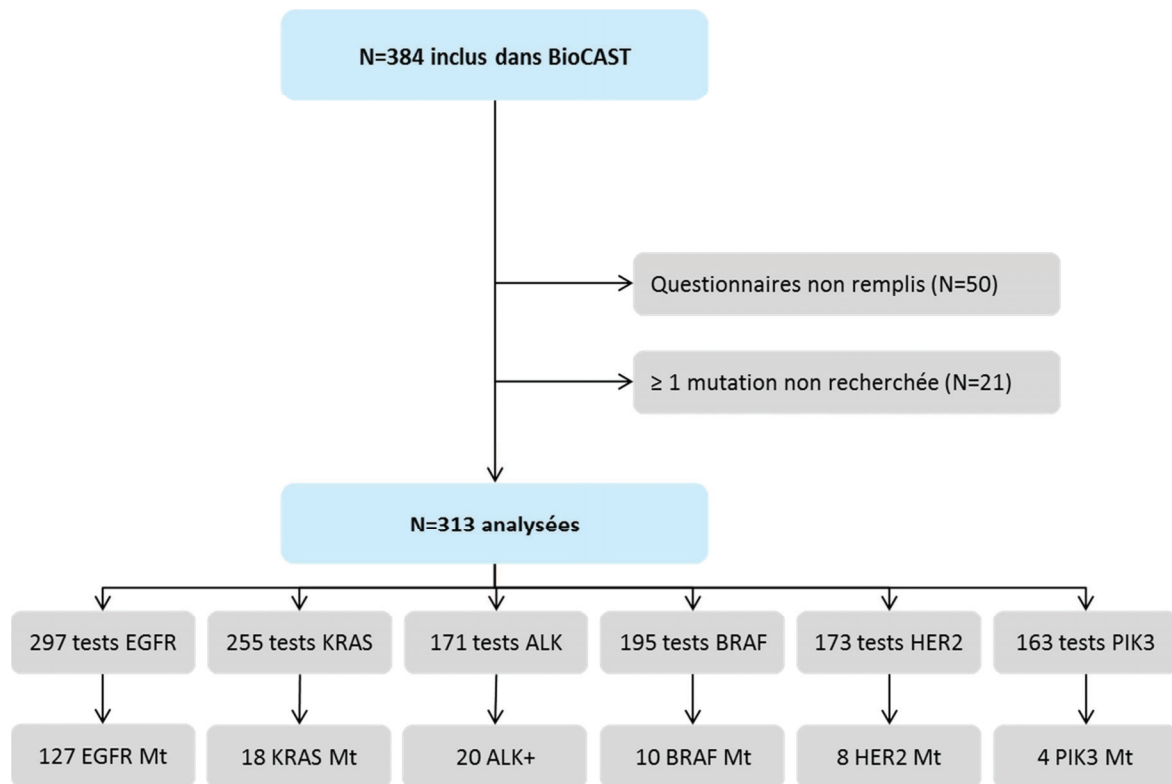 N=384 inclus dans BioCAST
Questionnaires non remplis (N=50)
≥ 1 mutation non recherchée (N=21)
N=313 analysées
297 tests EGFR
255 tests KRAS
171 tests ALK
195 tests BRAF
173 tests HER2
163 tests PIK3
127 EGFR Mt
18 KRAS Mt
20 ALK+
10 BRAF Mt
8 HER2 Mt
4 PIK3 Mt